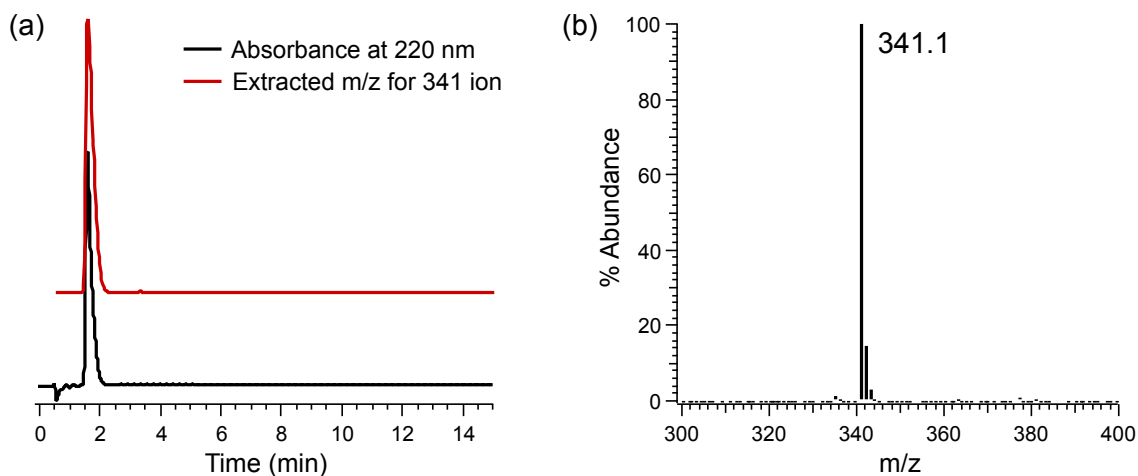 (a)
Absorbance at 220 nm
Extracted m/z for 341 ion
0 2 4 6 8 10 12 14
Time (min)
(b)
341.1
100
80
60
40
20
0
% Abundance
300 320 340 360 380 400
m/z